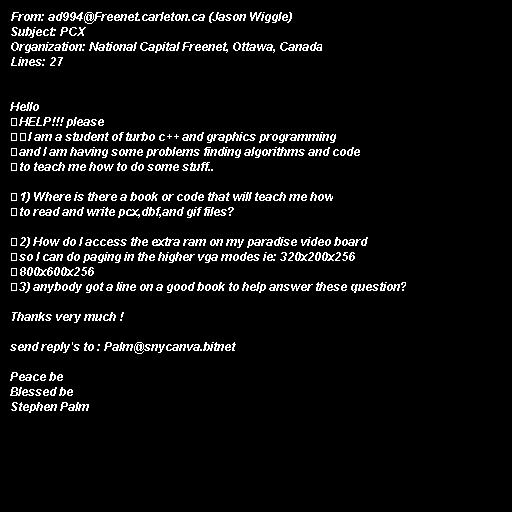 From: ad994@Freenet.carleton.ca (Jason Wiggle)
Subject: PCX
Organization: National Capital Freenet, Ottawa, Canada
Lines: 27
Hello
▯HELP!!! please
▯▯I am a student of turbo c++ and graphics programming
▯and I am having some problems finding algorithms and code
▯to teach me how to do some stuff..
▯1) Where is there a book or code that will teach me how
▯to read and write pcx,dbf,and gif files?
▯2) How do I access the extra ram on my paradise video board
▯so I can do paging in the higher vga modes ie: 320x200x256
▯800x600x256
▯3) anybody got a line on a good book to help answer these question?
Thanks very much !
send reply's to : Palm@snycanva.bitnet
Peace be
Blessed be
Stephen Palm